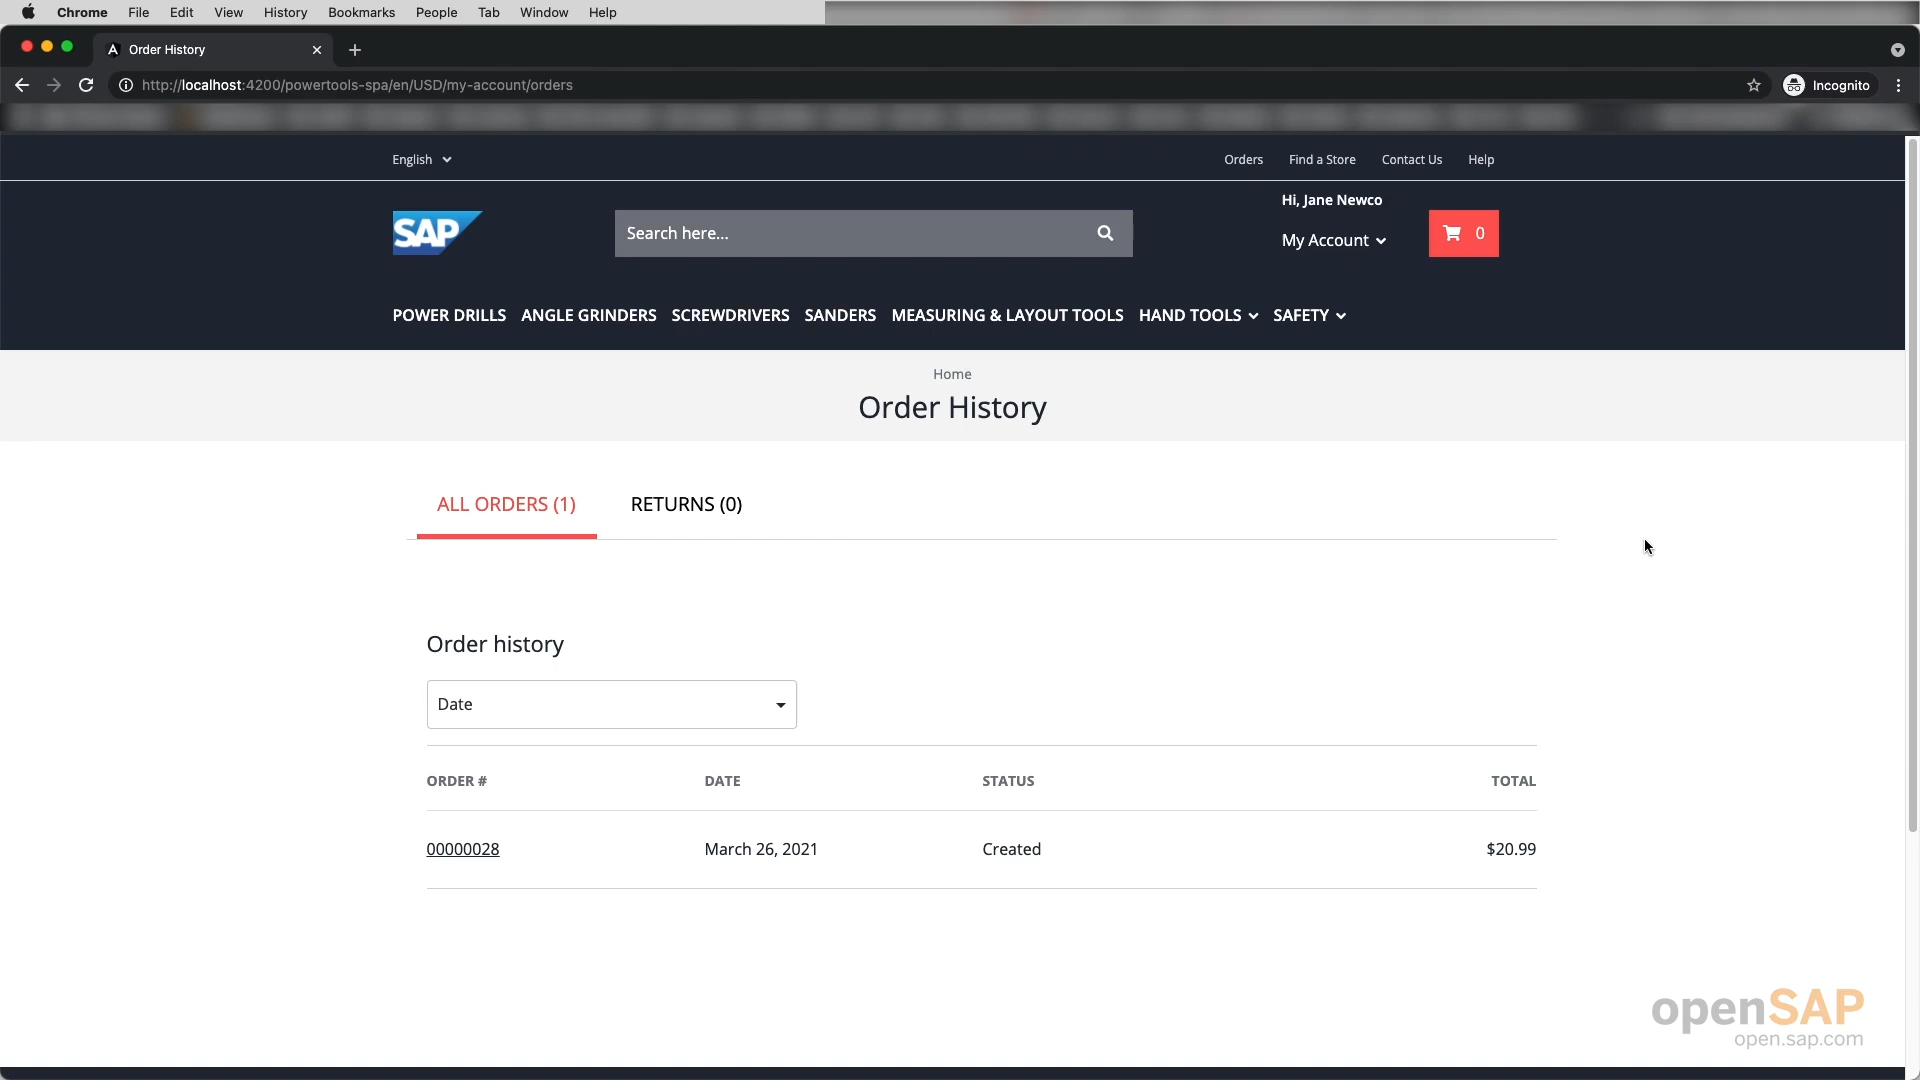 Chrome File Edit View History Bookmarks People Tab Window Help
Order History
http://localhost:4200/powertools-spa/en/USD/my-account/orders
Incognito
English
Orders Find a Store Contact Us Help
Hi, Jane Newco
SAP
Search here...
My Account
0
POWER DRILLS ANGLE GRINDERS SCREWDRIVERS SANDERS MEASURING & LAYOUT TOOLS HAND TOOLS SAFETY
Home
Order History
ALL ORDERS (1) RETURNS (0)
Order history
Date
ORDER # DATE STATUS TOTAL
00000028 March 26, 2021 Created $20.99
openSAP
open.sap.com